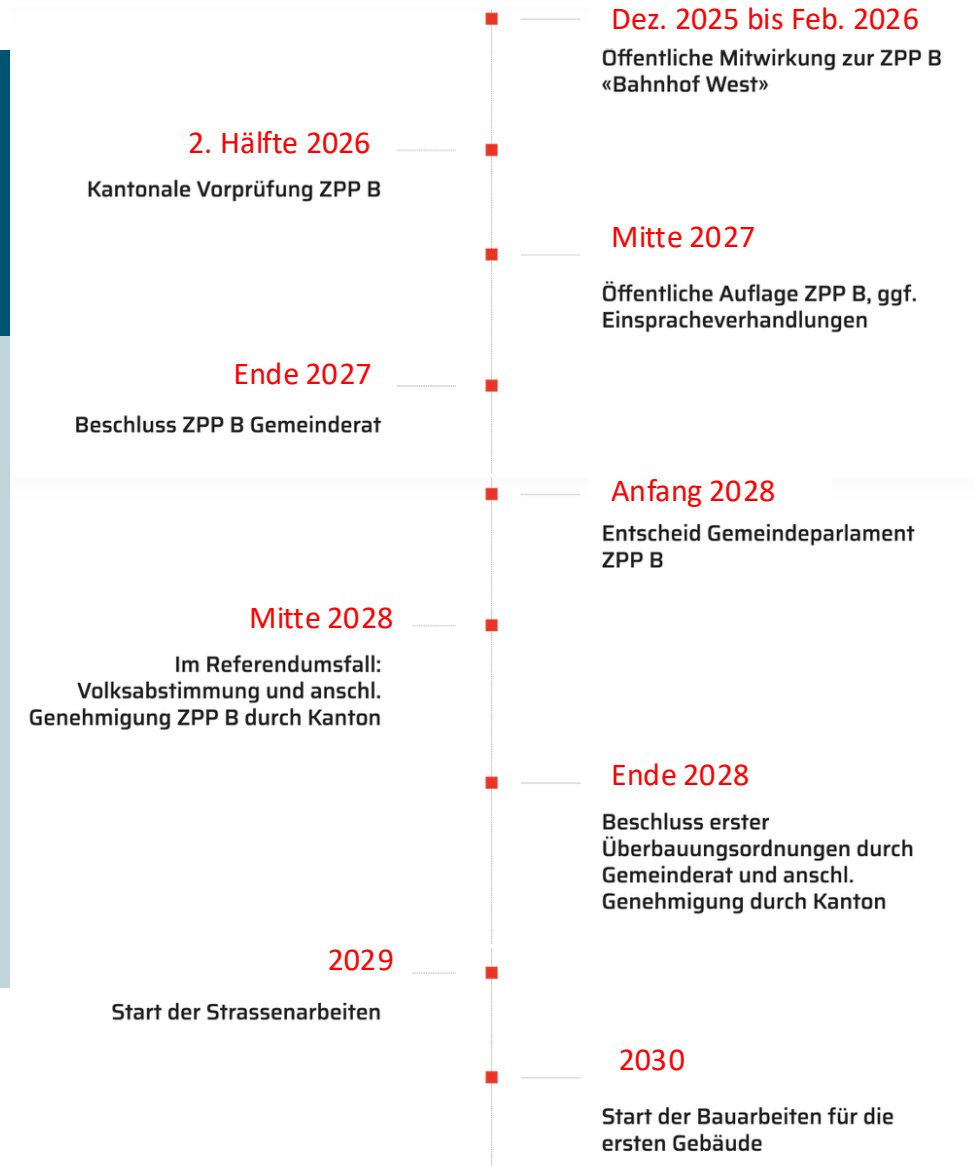 Dez. 2025 bis Feb. 2026
Öffentliche Mitwirkung zur ZPP B
«Bahnhof West»
2. Hälfte 2026
Kantonale Vorprüfung ZPP B
Mitte 2027
Öffentliche Auflage ZPP B, ggf.
Einspracheverhandlungen
Ende 2027
Beschluss ZPP B Gemeinderat
Anfang 2028
Entscheid Gemeindeparlament
ZPP B
Mitte 2028
Im Referendumsfall:
Volksabstimmung und anschl.
Genehmigung ZPP B durch Kanton
Ende 2028
Beschluss erster
Überbauungsordnungen durch
Gemeinderat und anschl.
Genehmigung durch Kanton
2029
Start der Strassenarbeiten
2030
Start der Bauarbeiten für die
ersten Gebäude